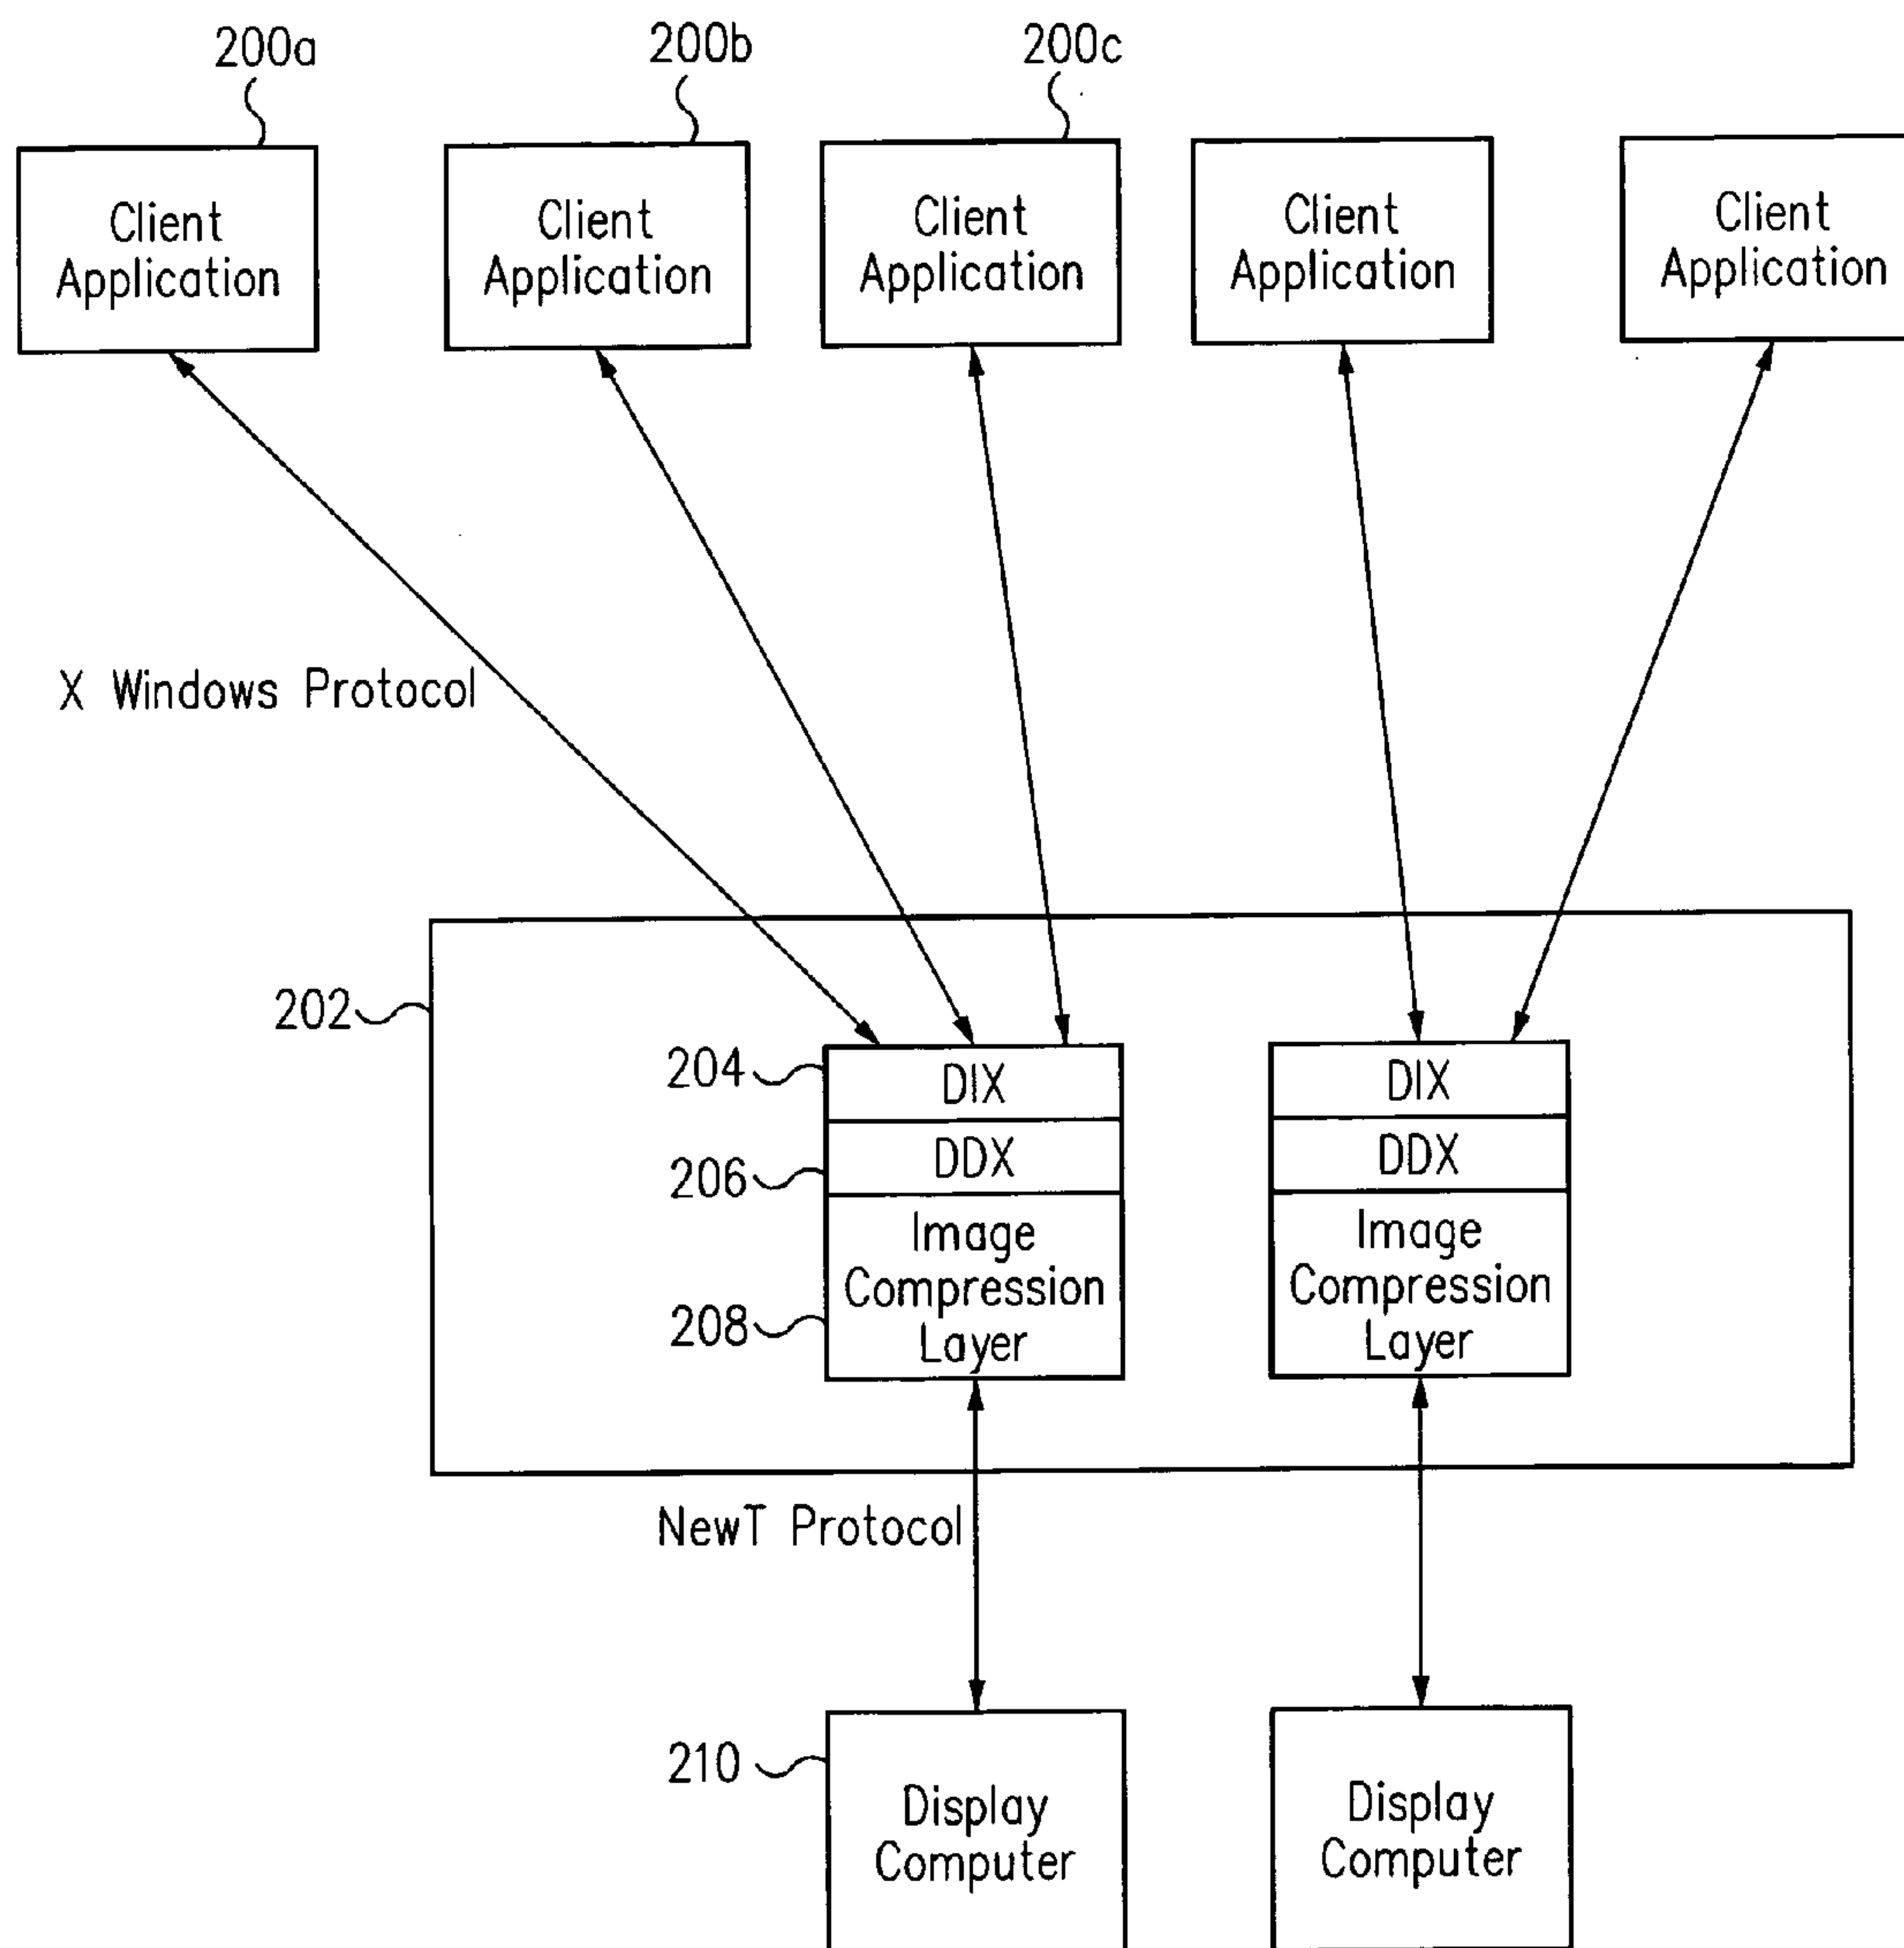 200a
200b
200c
Client
Application
Client
Application
Client
Application
Client
Application
Client
Application
X Windows Protocol
202
204
DIX
206
DDX
208
Image
Compression
Layer
DIX
DDX
Image
Compression
Layer
NewT Protocol
210
Display
Computer
Display
Computer